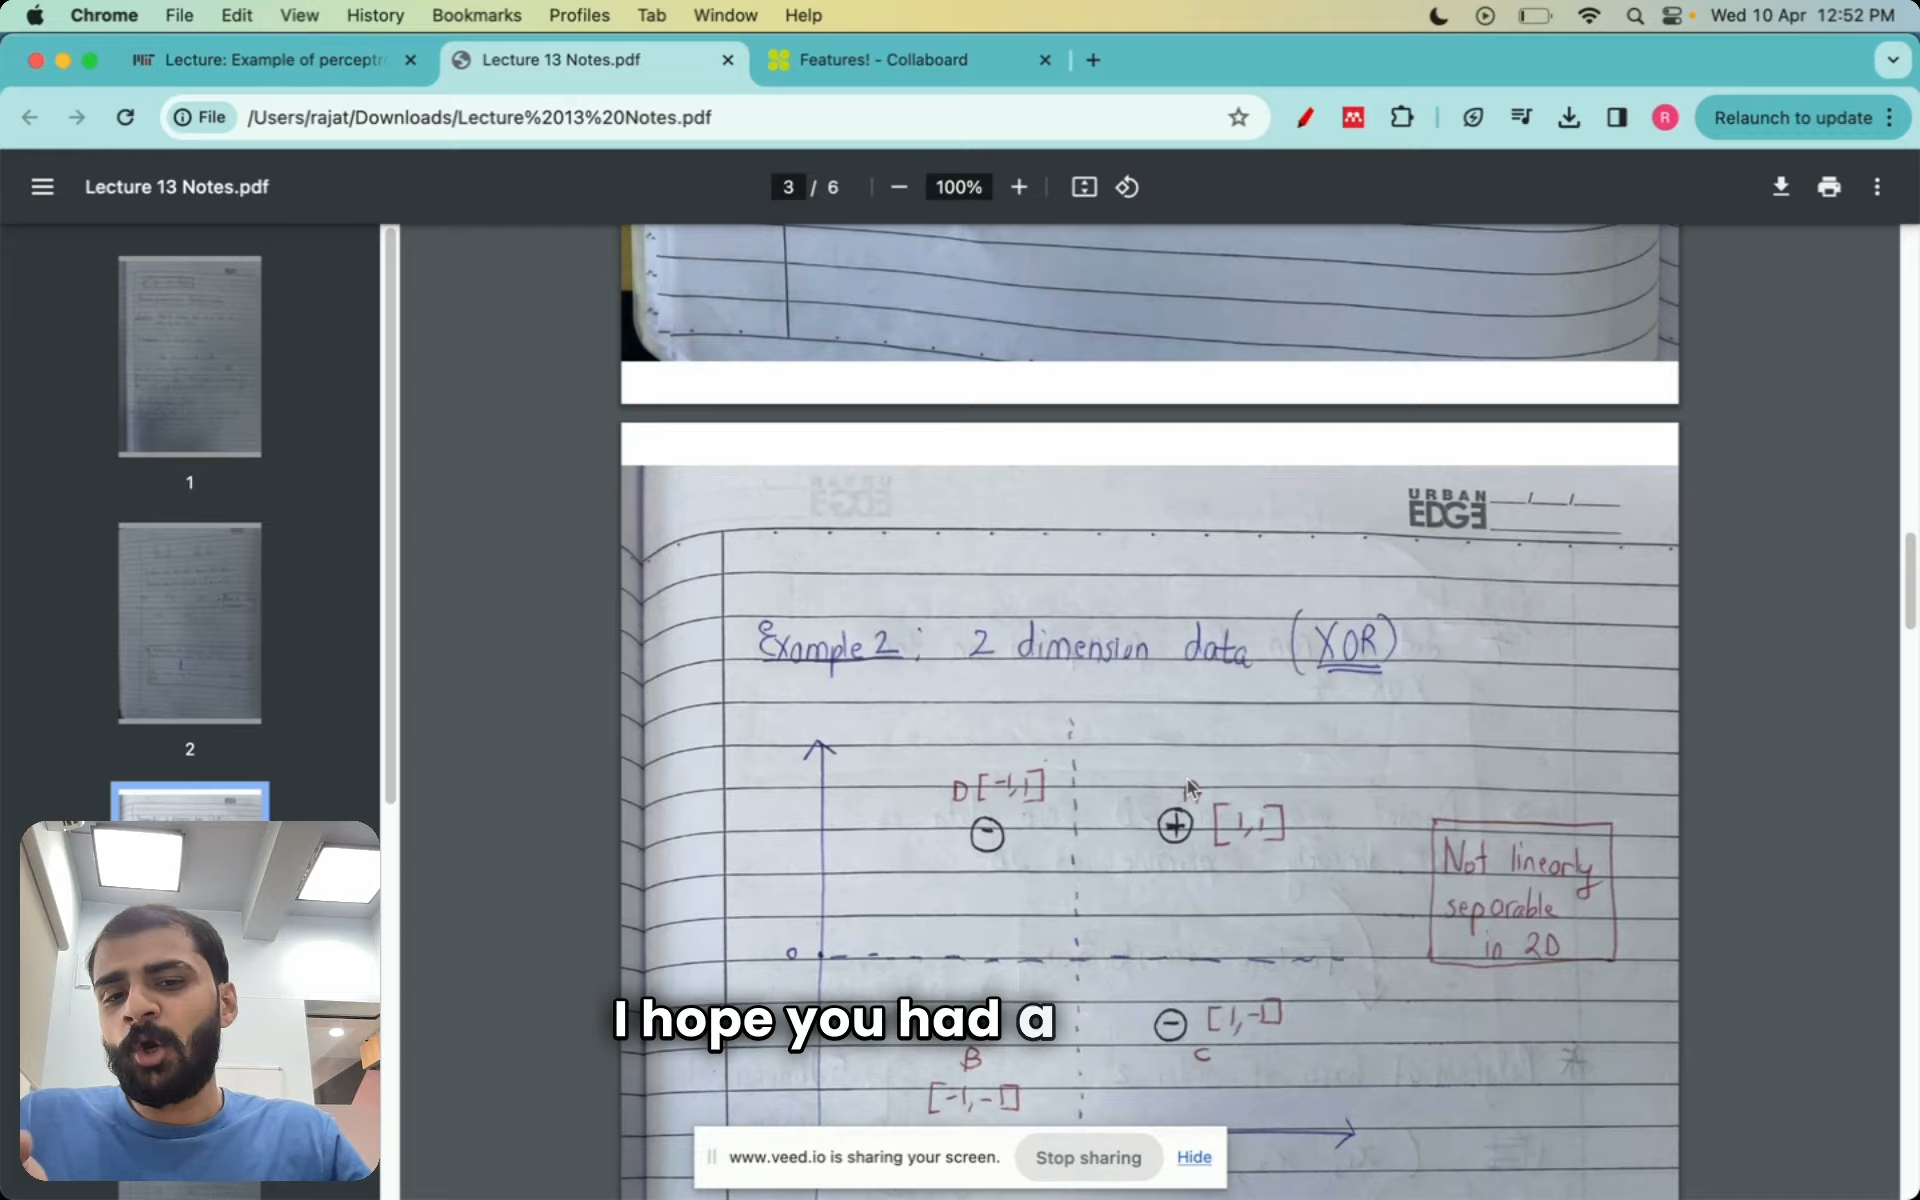 Chrome File Edit View History Bookmarks Profiles Tab Window Help Wed 10 Apr 12:52 PM
MIT Lecture: Example of perceptr
Lecture 13 Notes.pdf
Features! - Collaboard
File /Users/rajat/Downloads/Lecture%2013%20Notes.pdf
R
Relaunch to update
Lecture 13 Notes.pdf
3 / 6
100%
1
2
URBAN
EDGE
Example 2: 2 dimension data (XOR)
D [-1,1]
[1,1]
Not linearly
separable
in 2D
0
[1,-1]
C
I hope you had a
B
[-1,-1]
www.veed.io is sharing your screen.
Stop sharing
Hide